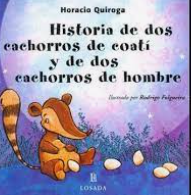 Horacio Quiroga
Historia de dos
cachorros de coatí
y de dos
cachorros de hombre
Ilustrado por Rodrigo Folgueira
LOSADA